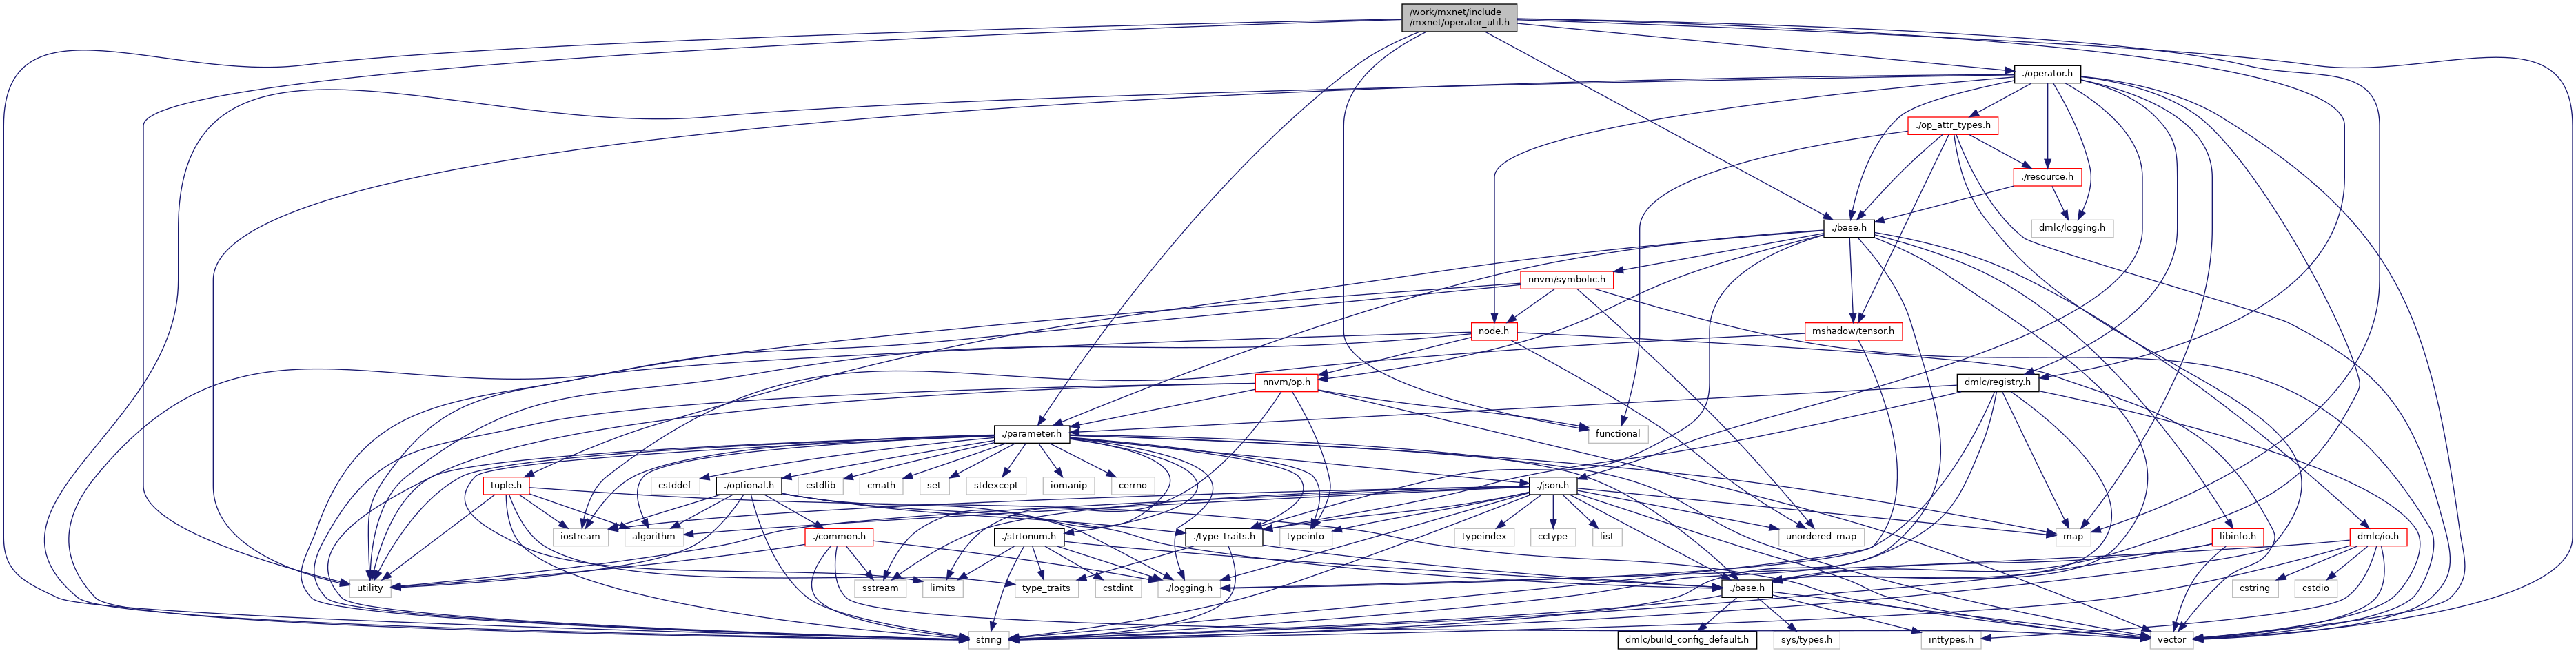 /work/mxnet/include
/mxnet/operator_util.h
./operator.h
./op_attr_types.h
./resource.h
./base.h
dmlc/logging.h
nnvm/symbolic.h
node.h
mshadow/tensor.h
nnvm/op.h
dmlc/registry.h
./parameter.h
functional
tuple.h
cstddef
./optional.h
cstdlib
cmath
set
stdexcept
iomanip
cerrno
./json.h
iostream
algorithm
./common.h
./strtonum.h
./type_traits.h
typeinfo
typeindex
cctype
list
unordered_map
map
libinfo.h
dmlc/io.h
utility
sstream
limits
type_traits
cstdint
./logging.h
./base.h
cstring
cstdio
string
dmlc/build_config_default.h
sys/types.h
inttypes.h
vector